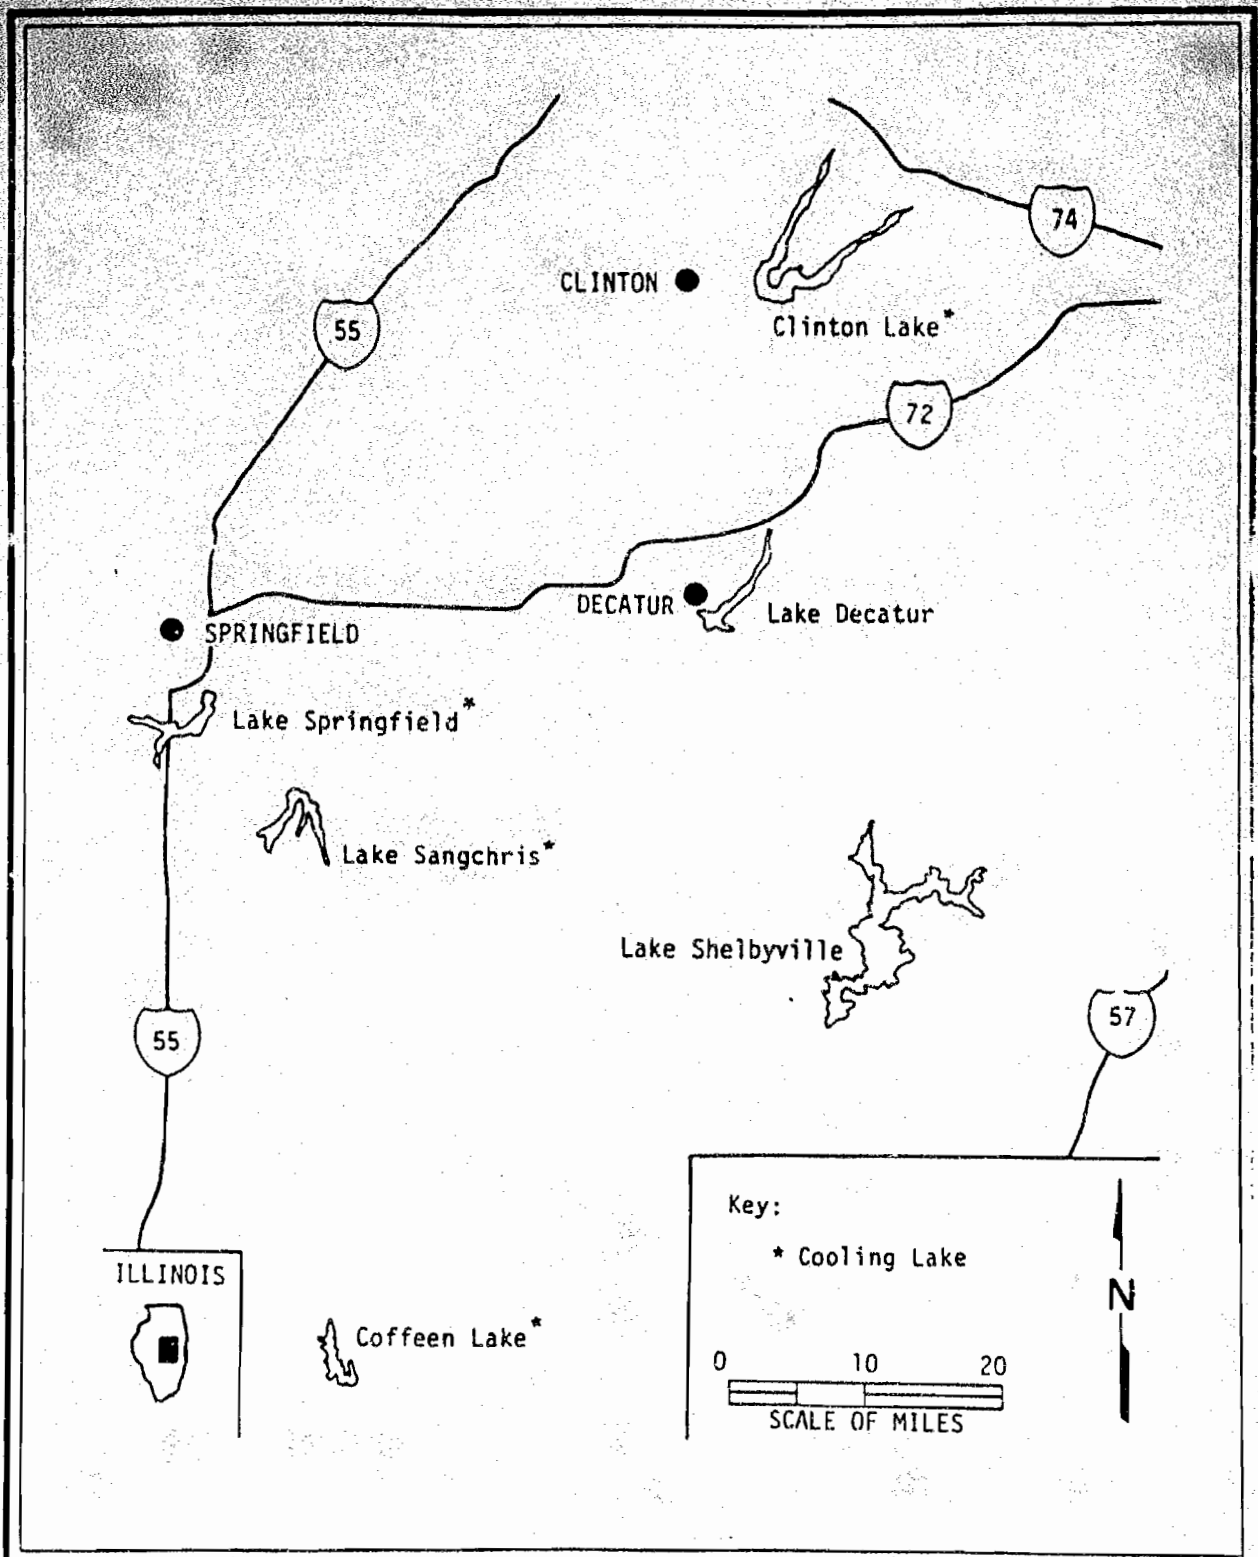 74
CLINTON
55
Clinton Lake*
72
DECATUR
Lake Decatur
SPRINGFIELD
Lake Springfield*
Lake Sangchris*
Lake Shelbyville
57
55
Key:
* Cooling Lake
ILLINOIS
N
Coffeen Lake*
0 10 20
SCALE OF MILES